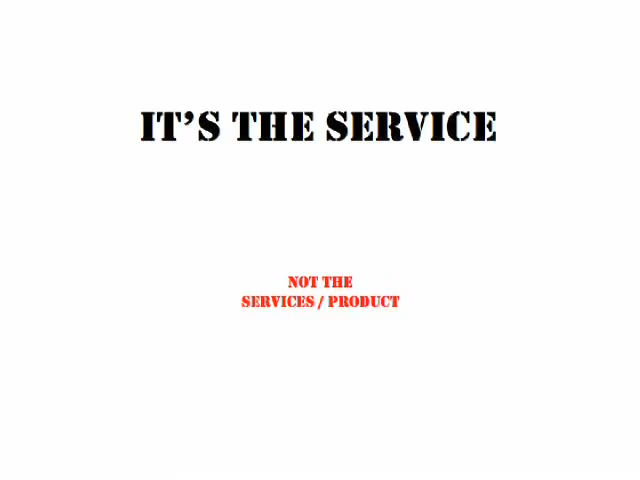 IT'S THE SERVICE
NOT THE
SERVICES / PRODUCT